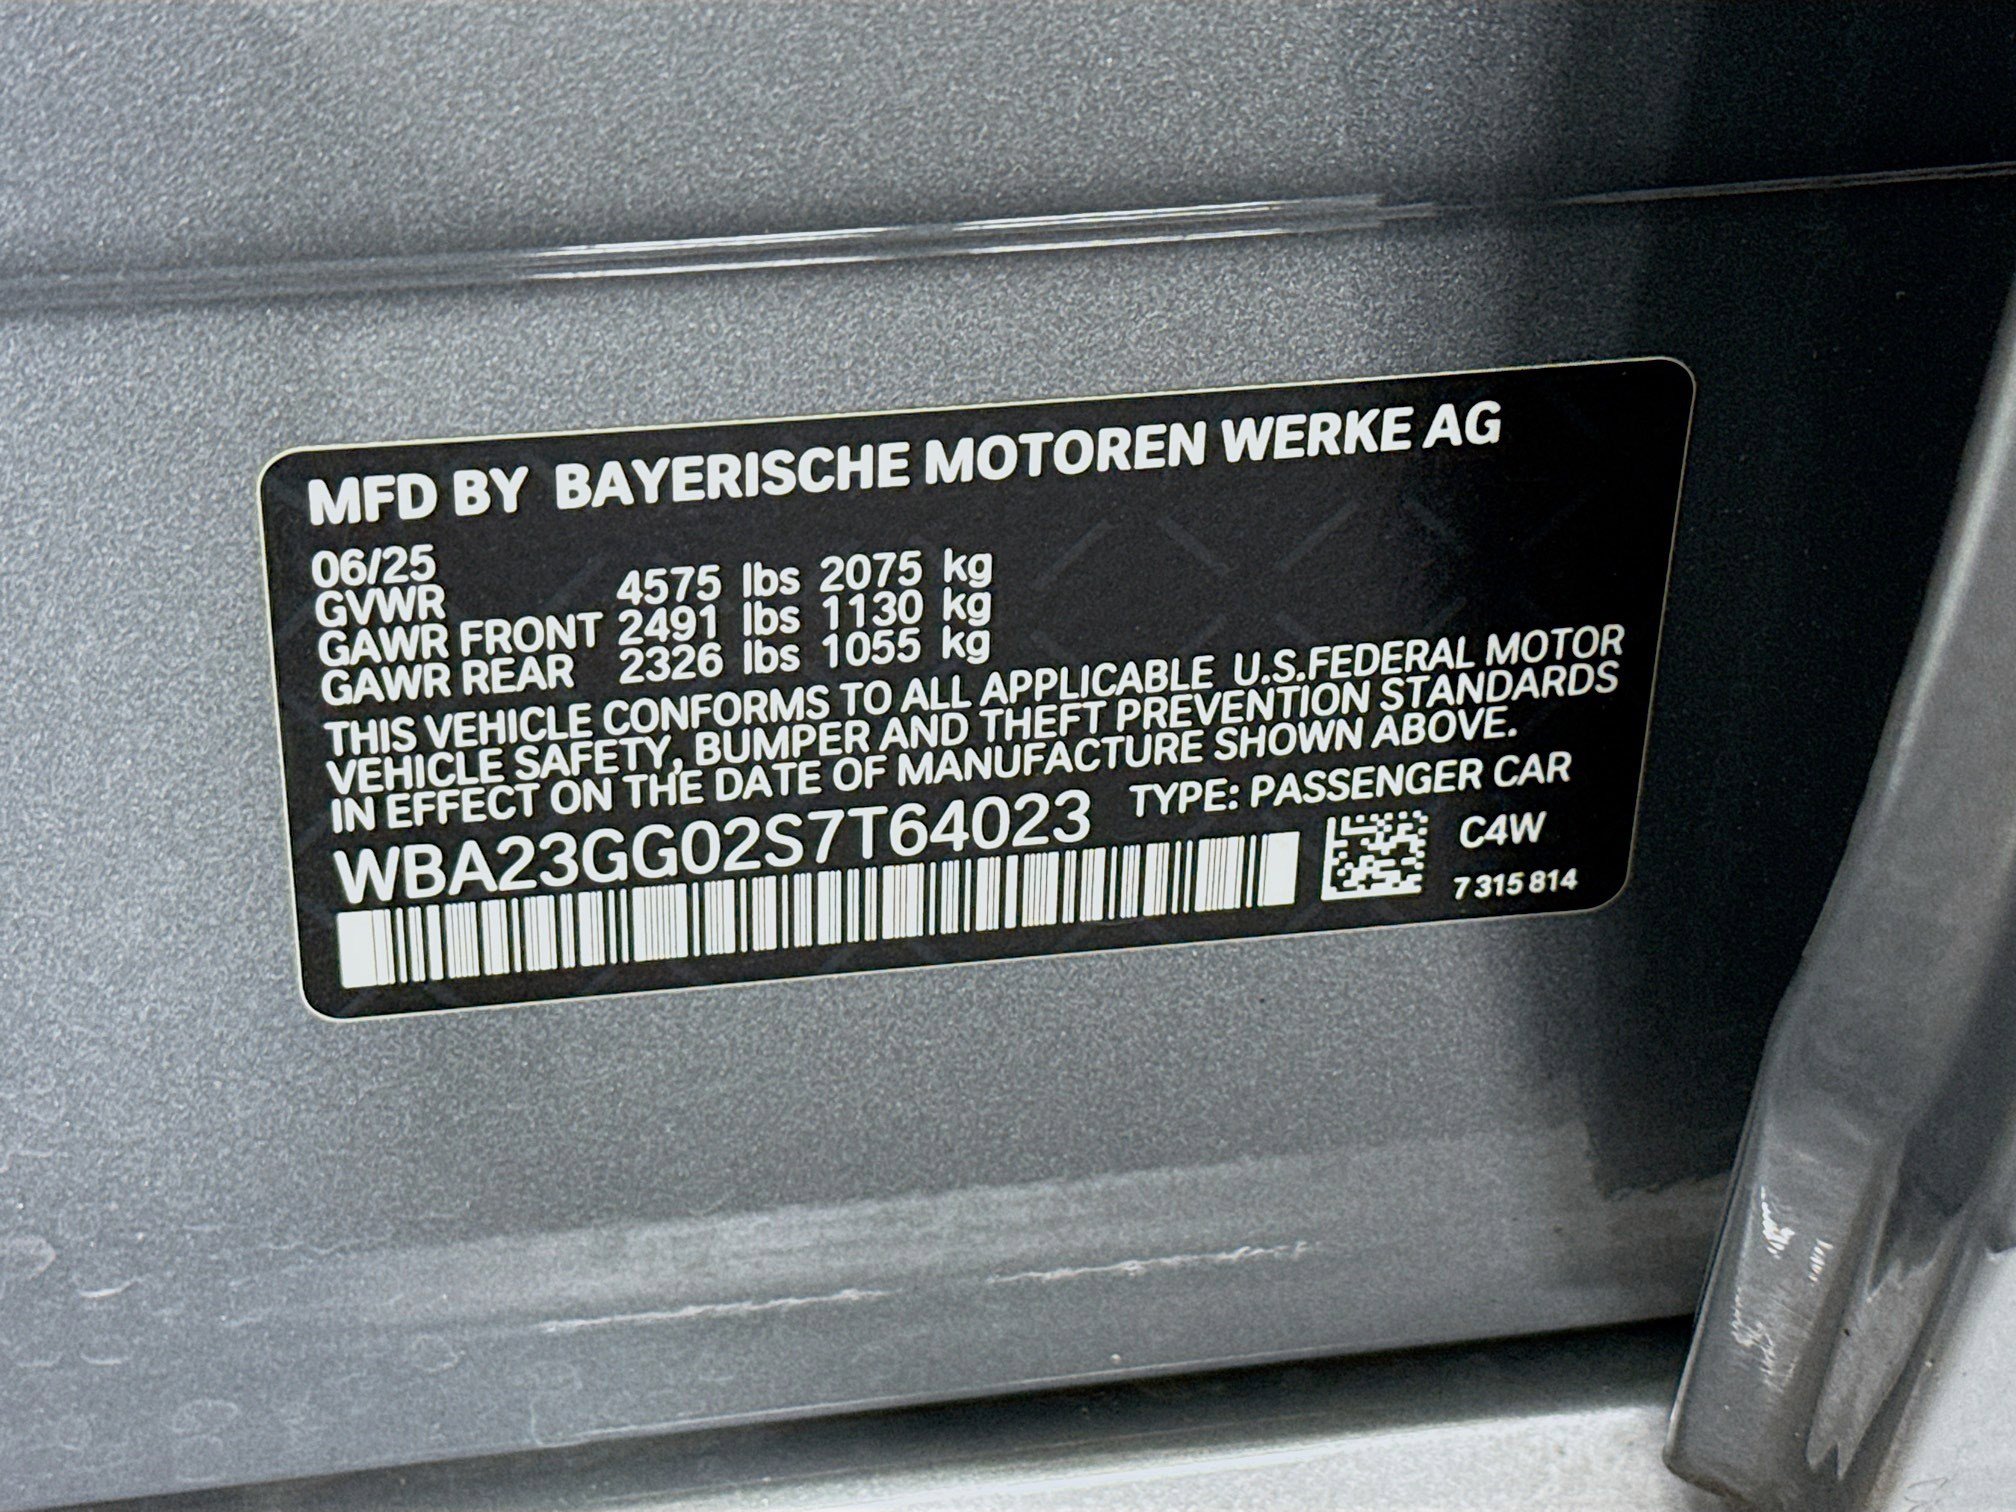 MFD BY BAYERISCHE MOTOREN WERKE AG
06/25
GVWR 4575 lbs 2075 kg
GAWR FRONT 2491 lbs 1130 kg
GAWR REAR 2326 lbs 1055 kg
THIS VEHICLE CONFORMS TO ALL APPLICABLE U.S.FEDERAL MOTOR
VEHICLE SAFETY, BUMPER AND THEFT PREVENTION STANDARDS
IN EFFECT ON THE DATE OF MANUFACTURE SHOWN ABOVE.
WBA23GG02S7T64023 TYPE: PASSENGER CAR
C4W
7 315 814